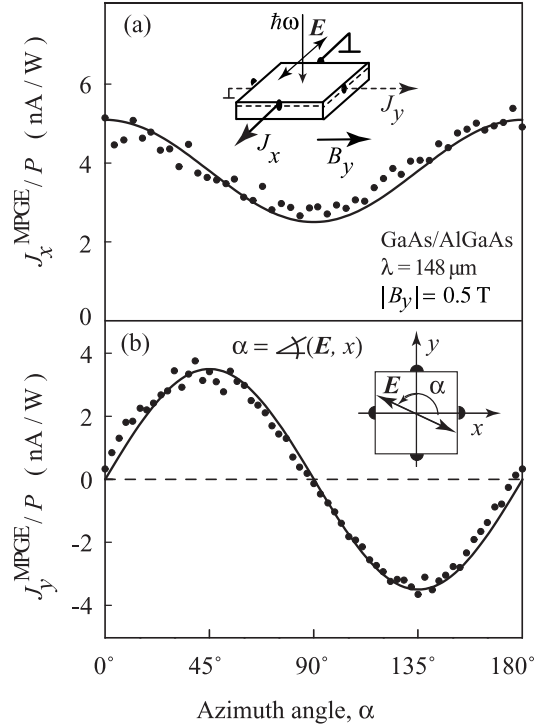 (a)
ħω
E
J_y
J_x
B_y
6
4
2
0
J_x^MPGE / P ( nA / W )
GaAs/AlGaAs
λ = 148 μm
|B_y| = 0.5 T
(b)
α = ∡(E, x)
y
E
α
x
4
2
0
-2
-4
J_y^MPGE / P ( nA / W )
0° 45° 90° 135° 180°
Azimuth angle, α